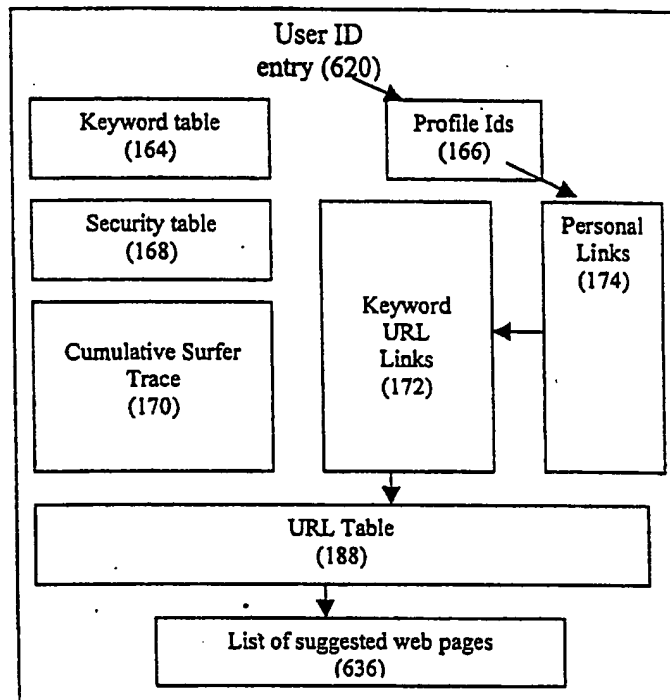 User ID
entry (620)
Keyword table
(164)
Profile Ids
(166)
Security table
(168)
Personal
Links
(174)
Keyword
URL
Links
(172)
Cumulative Surfer
Trace
(170)
URL Table
(188)
List of suggested web pages
(636)